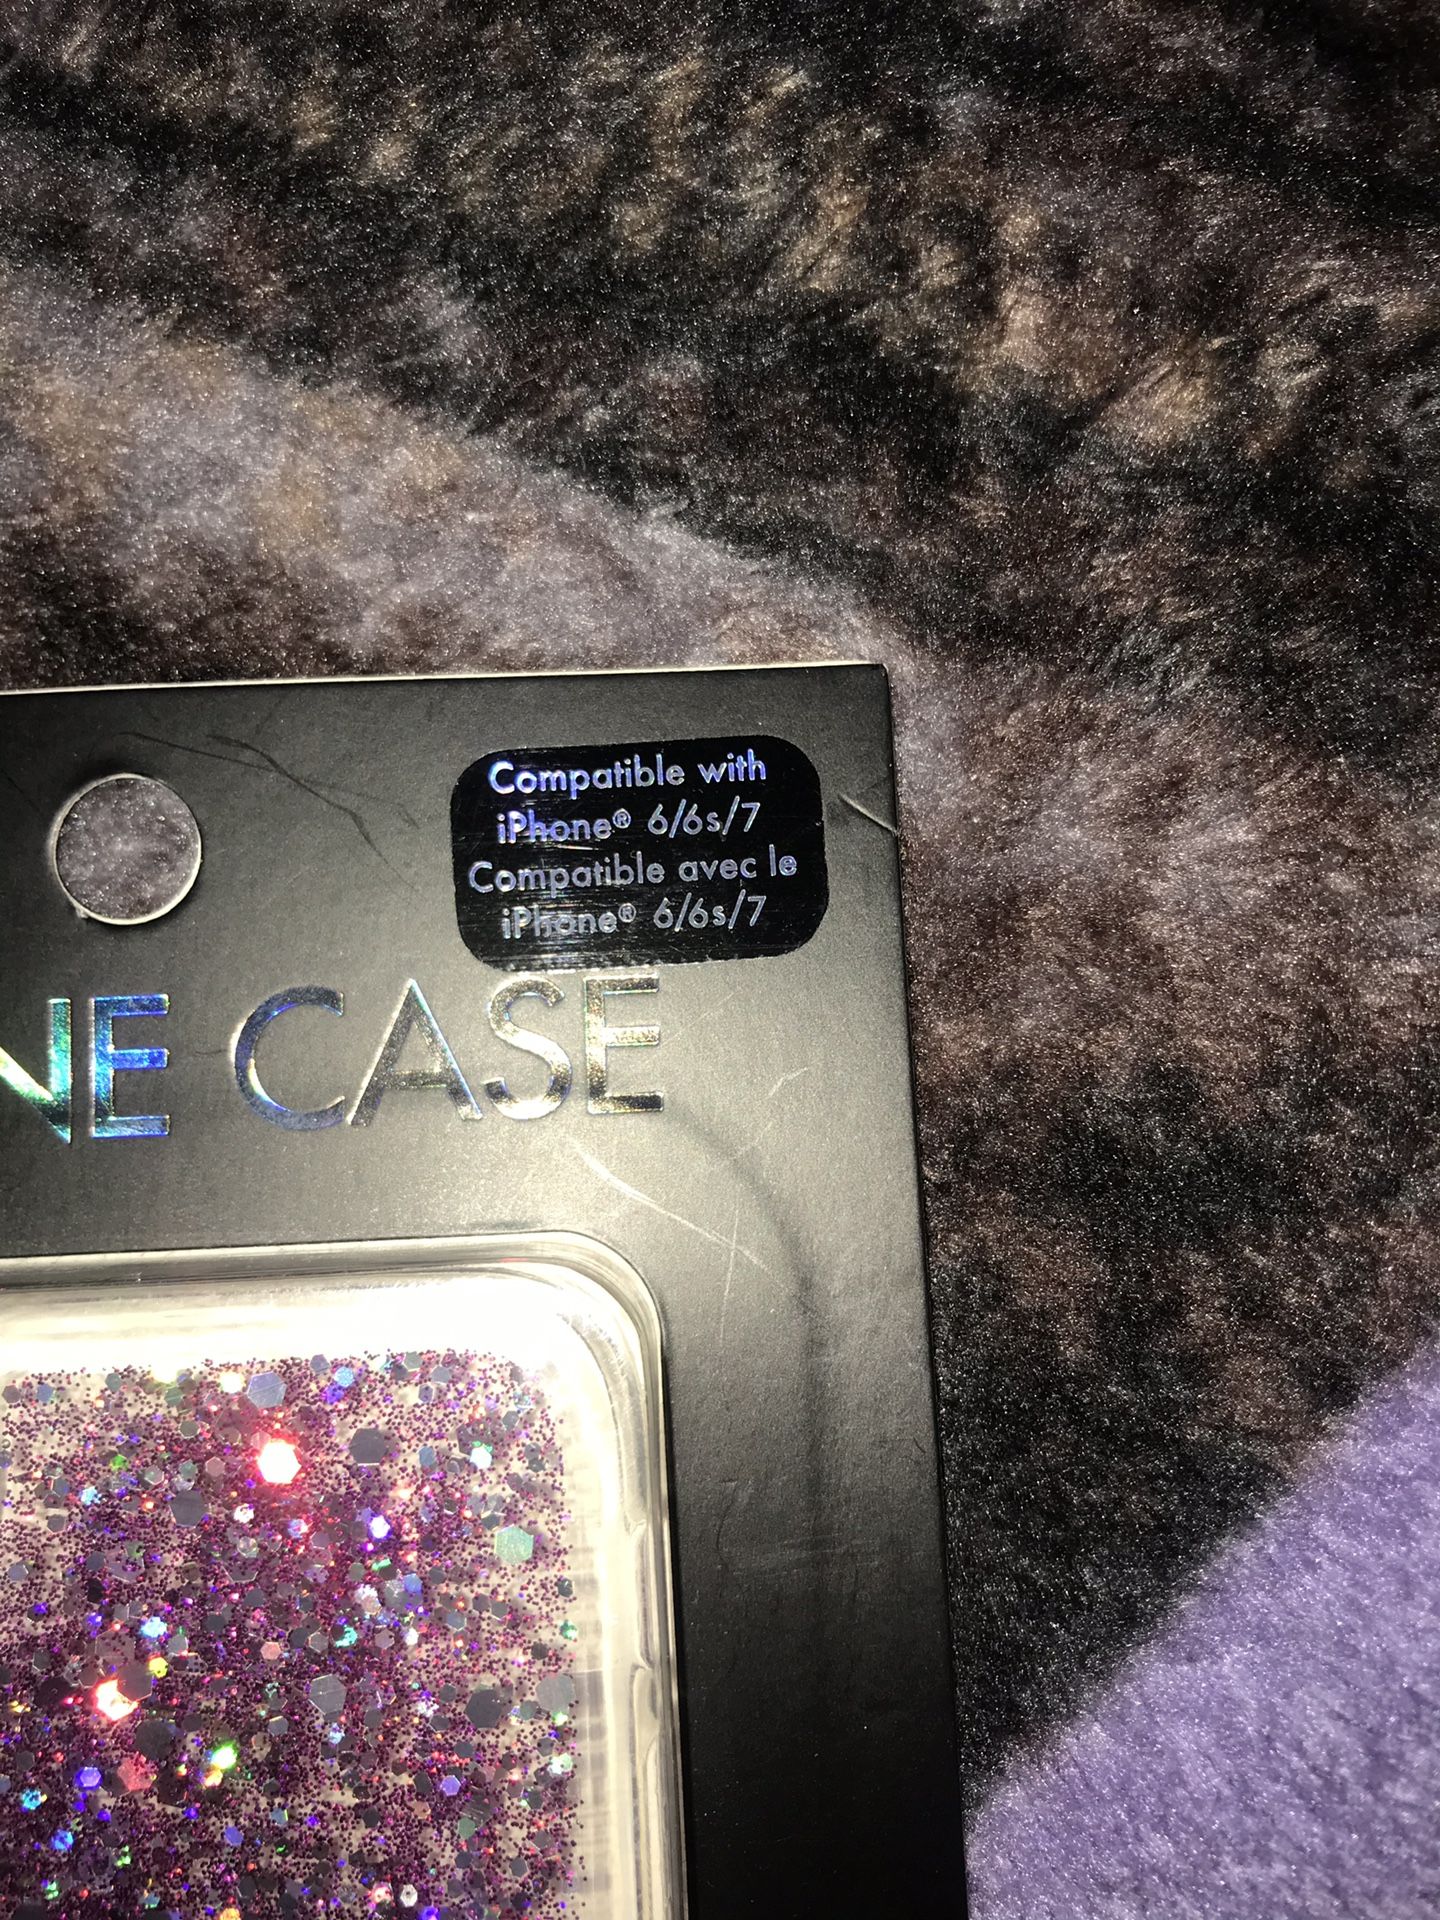 Compatible with
iPhone® 6/6s/7
Compatible avec le
iPhone® 6/6s/7
NE CASE